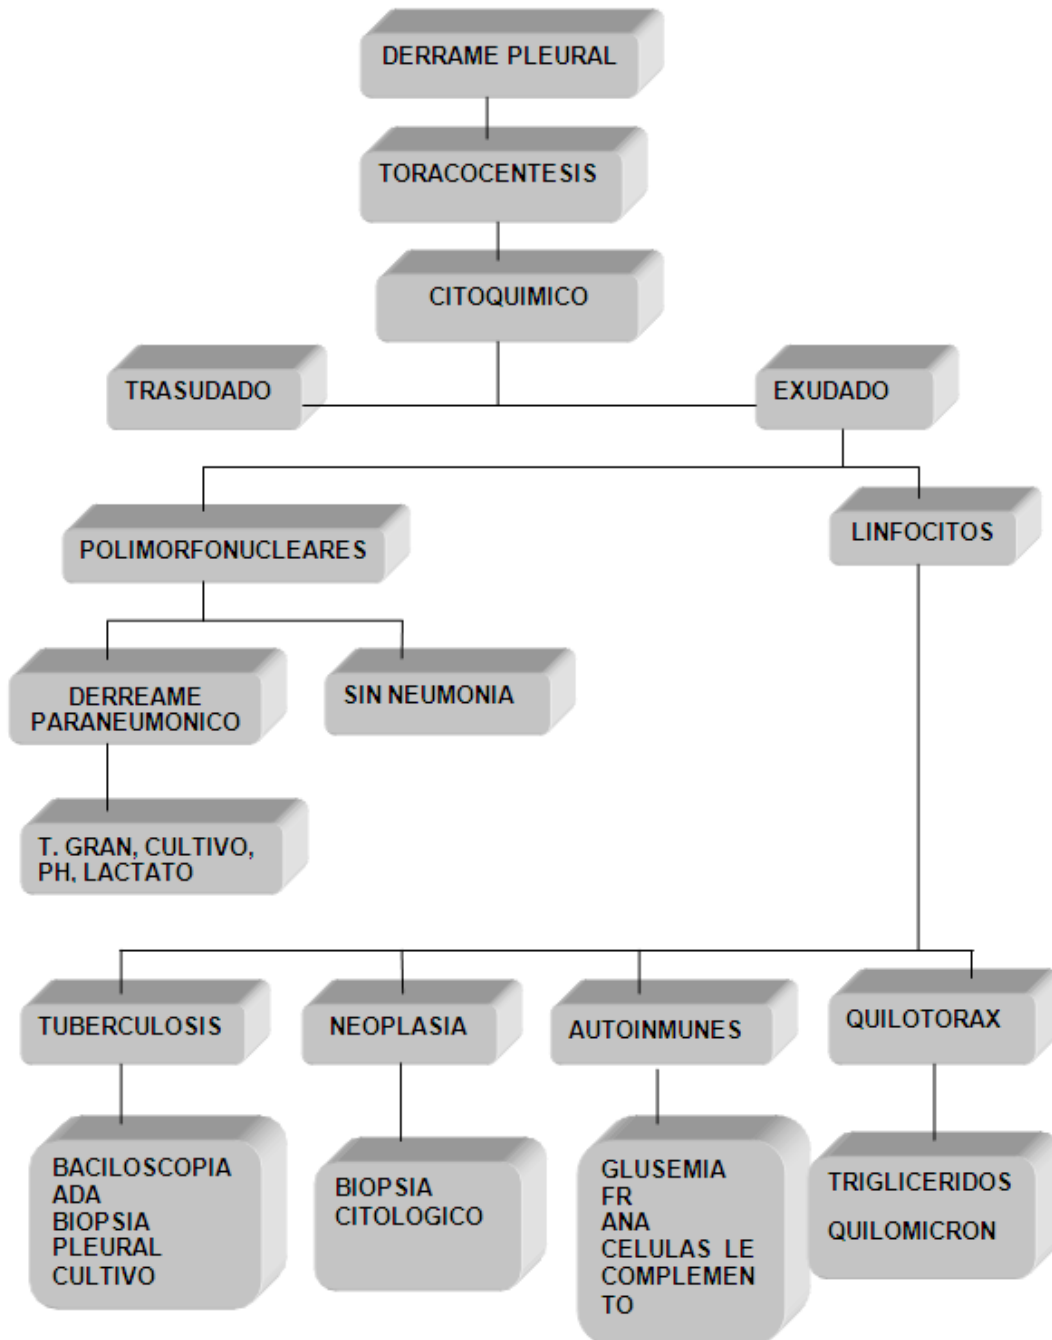 DERRAME PLEURAL
TORACOCENTESIS
CITOQUIMICO
TRASUDADO
EXUDADO
POLIMORFONUCLEARES
LINFOCITOS
DERREAME
PARANEUMONICO
SIN NEUMONIA
T. GRAN, CULTIVO,
PH, LACTATO
TUBERCULOSIS
NEOPLASIA
AUTOINMUNES
QUILOTORAX
BACILOSCOPIA
ADA
BIOPSIA
PLEURAL
CULTIVO
BIOPSIA
CITOLOGICO
GLUSEMIA
FR
ANA
CELULAS LE
COMPLEMEN
TO
TRIGLICERIDOS
QUILOMICRON